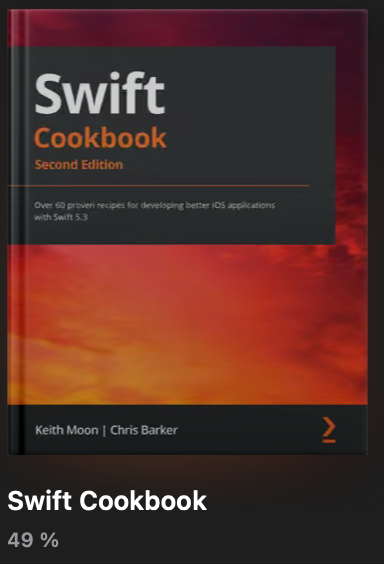 Swift
Cookbook
Second Edition
Over 60 proven recipes for developing better iOS applications
with Swift 5.3
Keith Moon | Chris Barker
Swift Cookbook
49 %